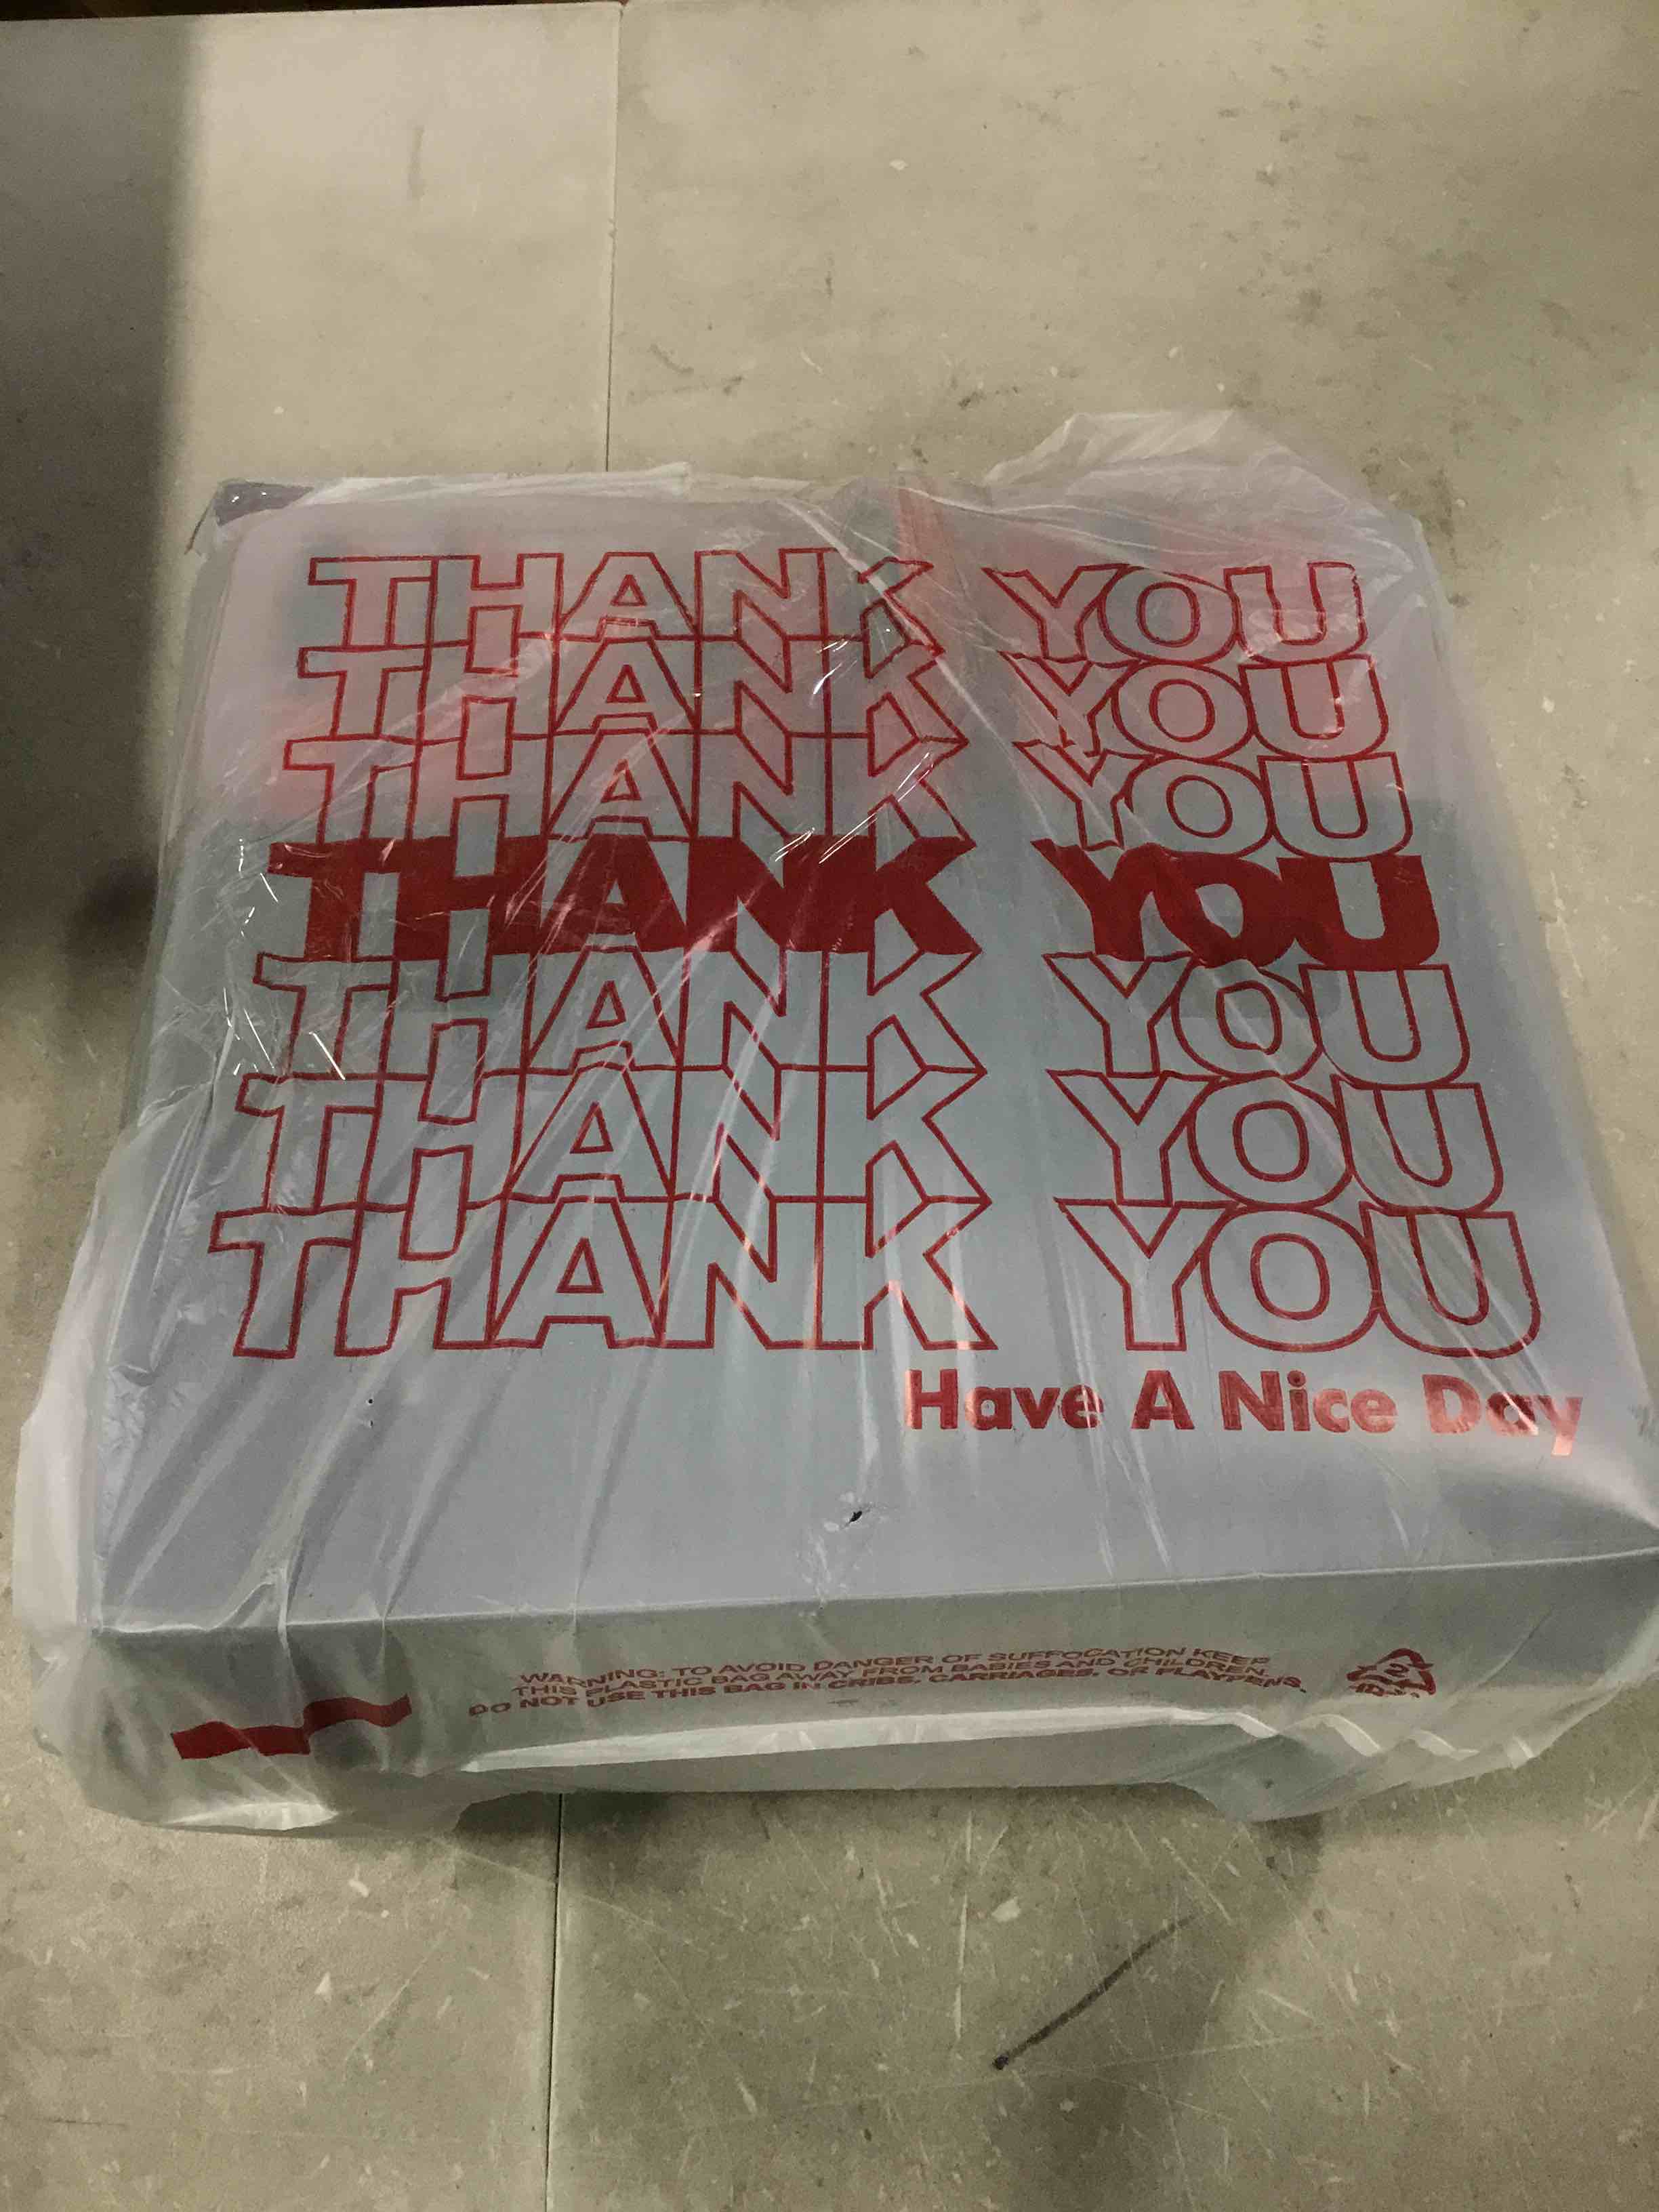 THANK YOU
THANK YOU
THANK YOU
THANK YOU
THANK YOU
THANK YOU
THANK YOU
Have A Nice Day
WARNING: TO AVOID DANGER OF SUFFOCATION KEEP
THIS PLASTIC BAG AWAY FROM BABIES AND CHILDREN.
DO NOT USE THIS BAG IN CRIBS, CARRIAGES, OR PLAYPENS.
2